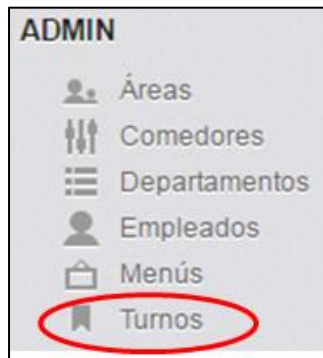 ADMIN
Áreas
Comedores
Departamentos
Empleados
Menús
Turnos